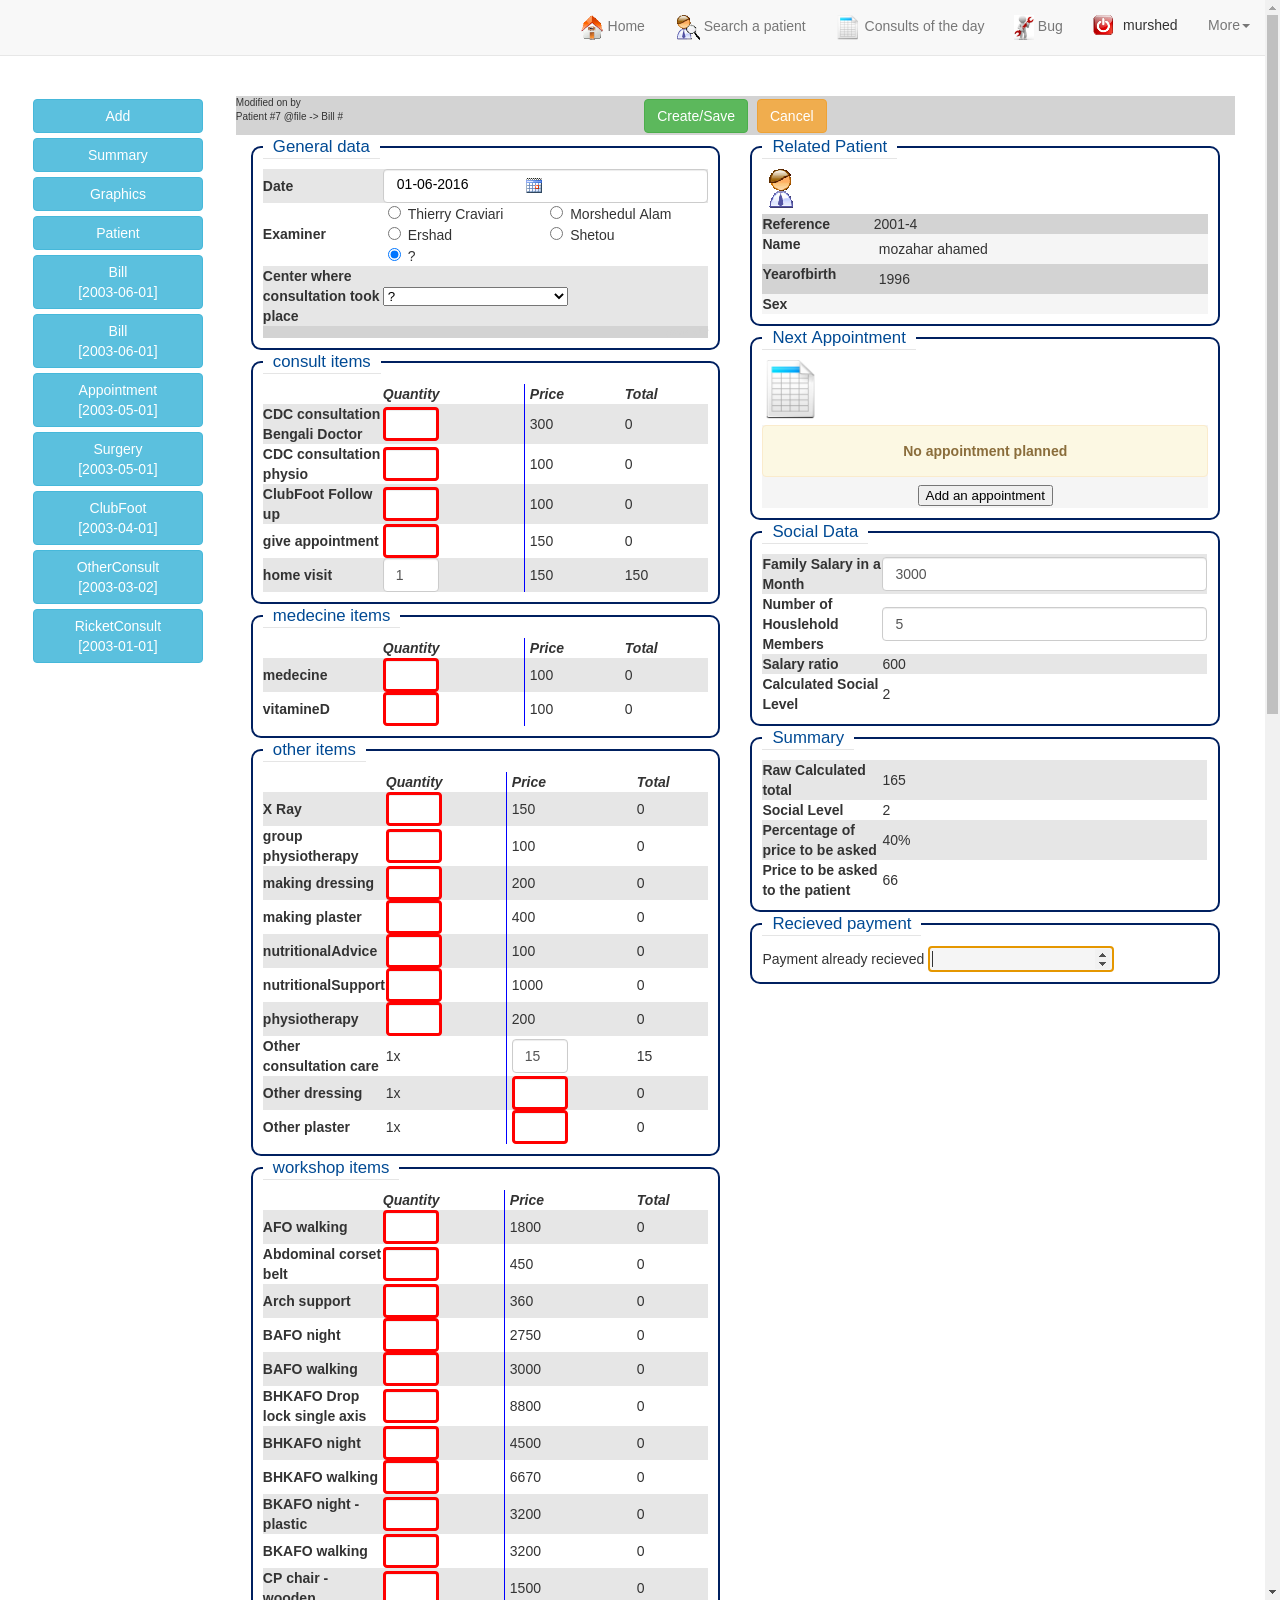 Home Search a patient Consults of the day Bug murshed More
Add
Summary
Graphics
Patient
Bill
[2003-06-01]
Bill
[2003-06-01]
Appointment
[2003-05-01]
Surgery
[2003-05-01]
ClubFoot
[2003-04-01]
OtherConsult
[2003-03-02]
RicketConsult
[2003-01-01]
Modified on by
Patient #7 @file -> Bill #
Create/Save Cancel
General data
Date 01-06-2016
Examiner
Thierry Craviari Morshedul Alam
Ershad Shetou
?
Center where
consultation took
place
?
consult items
Quantity Price Total
CDC consultation
Bengali Doctor
300 0
CDC consultation
physio
100 0
ClubFoot Follow
up
100 0
give appointment 150 0
home visit 1 150 150
medecine items
Quantity Price Total
medecine 100 0
vitamineD 100 0
other items
Quantity Price Total
X Ray 150 0
group
physiotherapy
100 0
making dressing 200 0
making plaster 400 0
nutritionalAdvice 100 0
nutritionalSupport 1000 0
physiotherapy 200 0
Other
consultation care
1x 15 15
Other dressing 1x 0
Other plaster 1x 0
workshop items
Quantity Price Total
AFO walking 1800 0
Abdominal corset
belt
450 0
Arch support 360 0
BAFO night 2750 0
BAFO walking 3000 0
BHKAFO Drop
lock single axis
8800 0
BHKAFO night 4500 0
BHKAFO walking 6670 0
BKAFO night -
plastic
3200 0
BKAFO walking 3200 0
CP chair -
wooden
1500 0
Related Patient
Reference 2001-4
Name mozahar ahamed
Yearofbirth 1996
Sex
Next Appointment
No appointment planned
Add an appointment
Social Data
Family Salary in a
Month
3000
Number of
Houslehold
Members
5
Salary ratio 600
Calculated Social
Level
2
Summary
Raw Calculated
total
165
Social Level 2
Percentage of
price to be asked
40%
Price to be asked
to the patient
66
Recieved payment
Payment already recieved